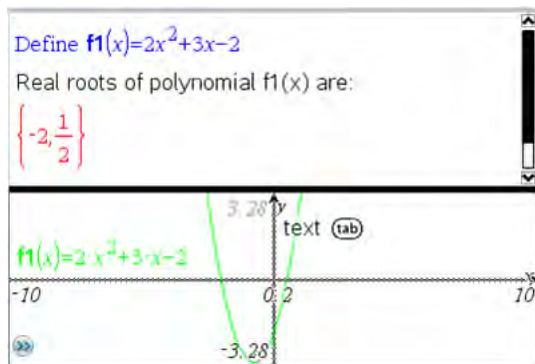 Define f1(x)=2x²+3x−2
Real roots of polynomial f1(x) are:
{-2,1/2}
3.28 y
text tab
f1(x)=2·x²+3·x−2
-10 0.2 x 10
-3.28